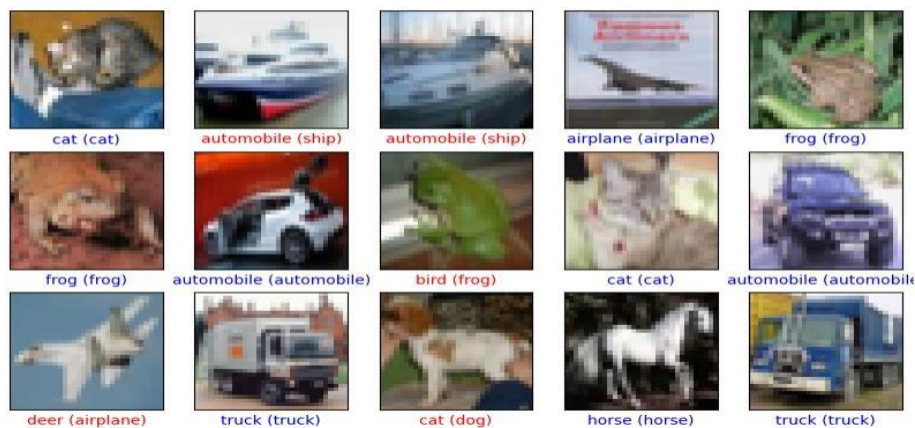 cat (cat)
automobile (ship)
automobile (ship)
airplane (airplane)
frog (frog)
frog (frog)
automobile (automobile)
bird (frog)
cat (cat)
automobile (automobile
deer (airplane)
truck (truck)
cat (dog)
horse (horse)
truck (truck)